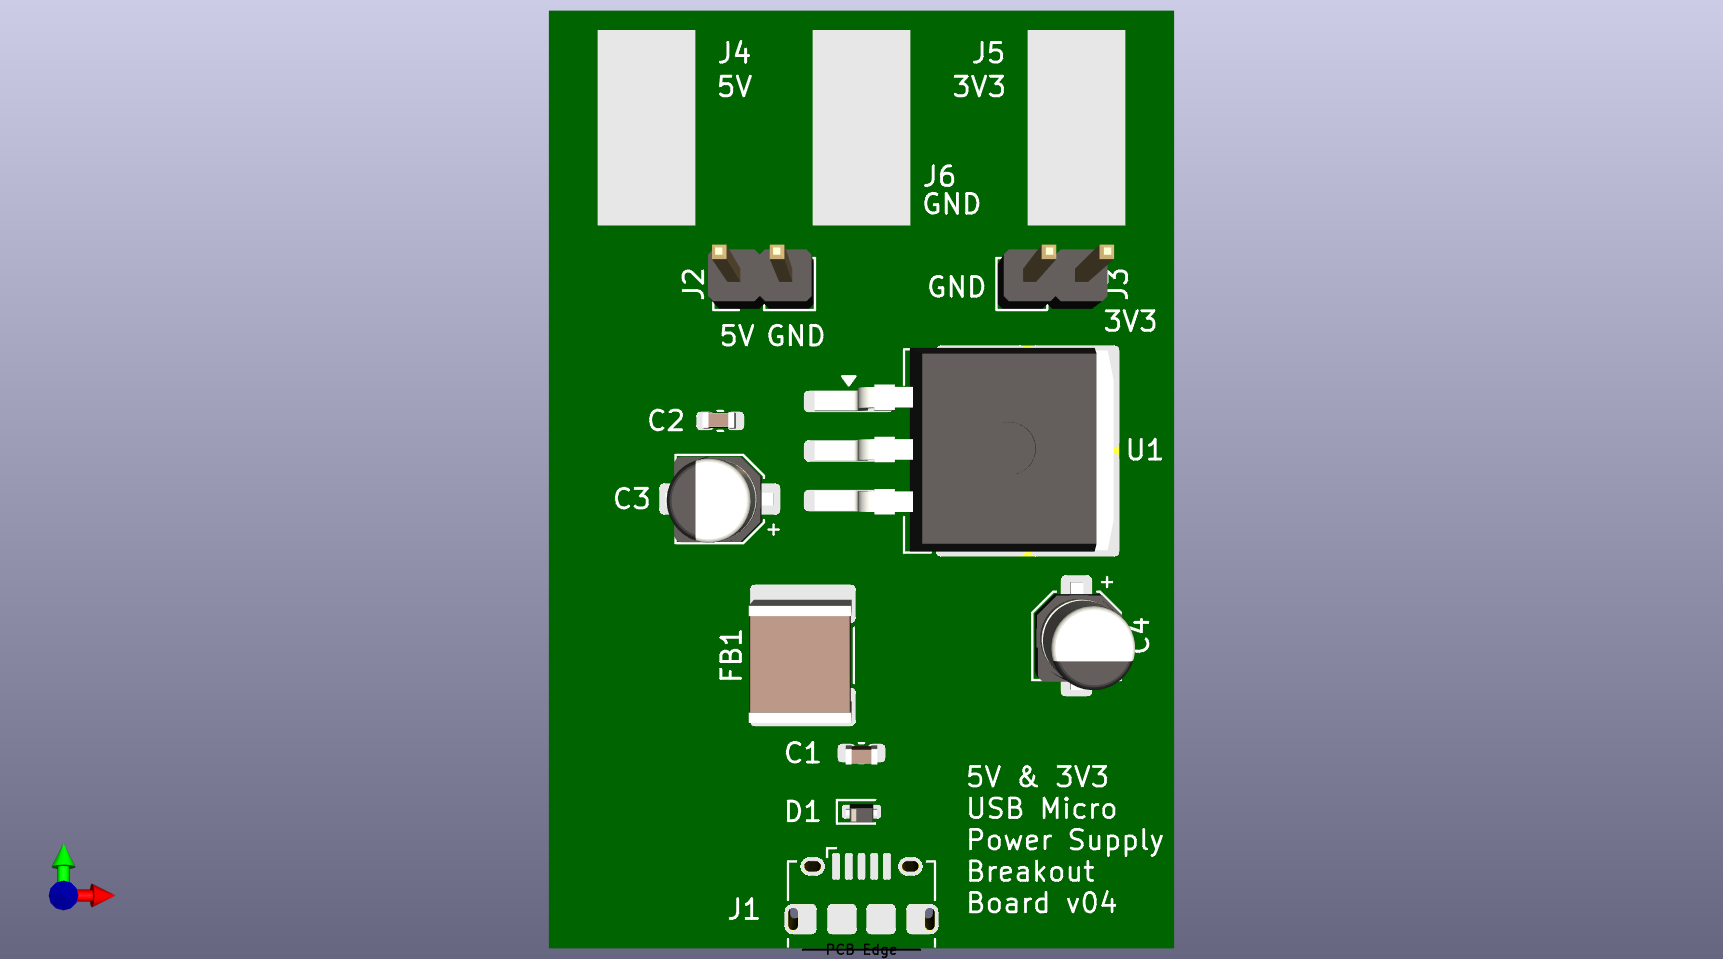 J4
5V
J5
3V3
J6
GND
J2
5V GND
GND
J3
3V3
C2
U1
C3
+
+
C4
FB1
C1
D1
5V & 3V3
USB Micro
Power Supply
Breakout
Board v04
J1
PCB Edge